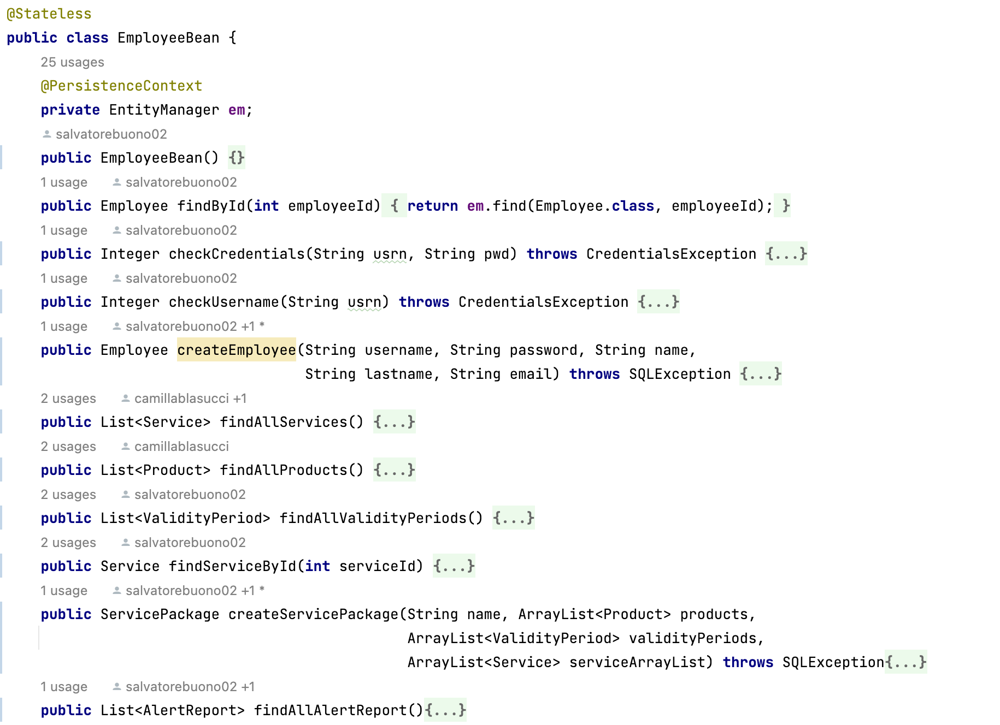 @Stateless
public class EmployeeBean {
25 usages
@PersistenceContext
private EntityManager em;
salvatorebuono02
public EmployeeBean() {}
1 usage salvatorebuono02
public Employee findById(int employeeId) { return em.find(Employee.class, employeeId); }
1 usage salvatorebuono02
public Integer checkCredentials(String usrn, String pwd) throws CredentialsException {...}
1 usage salvatorebuono02
public Integer checkUsername(String usrn) throws CredentialsException {...}
1 usage salvatorebuono02 +1 *
public Employee createEmployee(String username, String password, String name,
String lastname, String email) throws SQLException {...}
2 usages camillablasucci +1
public List<Service> findAllServices() {...}
2 usages camillablasucci
public List<Product> findAllProducts() {...}
2 usages salvatorebuono02
public List<ValidityPeriod> findAllValidityPeriods() {...}
2 usages salvatorebuono02
public Service findServiceById(int serviceId) {...}
1 usage salvatorebuono02 +1 *
public ServicePackage createServicePackage(String name, ArrayList<Product> products,
ArrayList<ValidityPeriod> validityPeriods,
ArrayList<Service> serviceArrayList) throws SQLException{...}
1 usage salvatorebuono02 +1
public List<AlertReport> findAllAlertReport(){...}